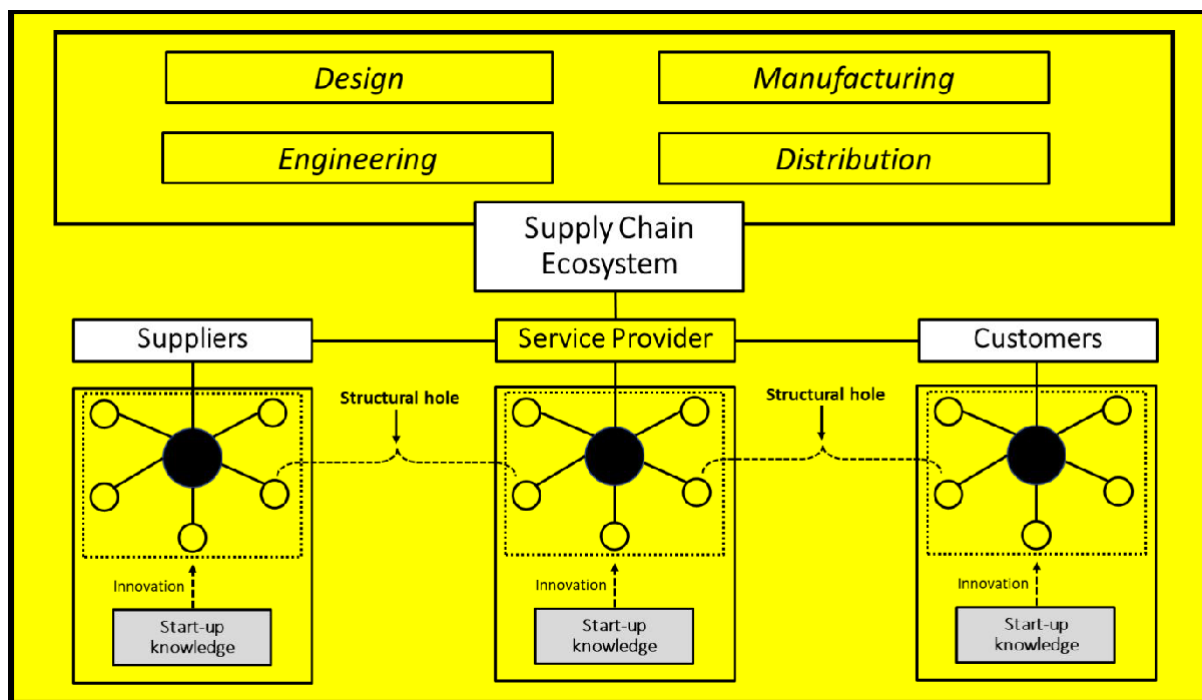 Design
Manufacturing
Engineering
Distribution
Supply Chain
Ecosystem
Suppliers
Service Provider
Customers
Structural hole
Structural hole
Innovation
Start-up
knowledge
Innovation
Start-up
knowledge
Innovation
Start-up
knowledge